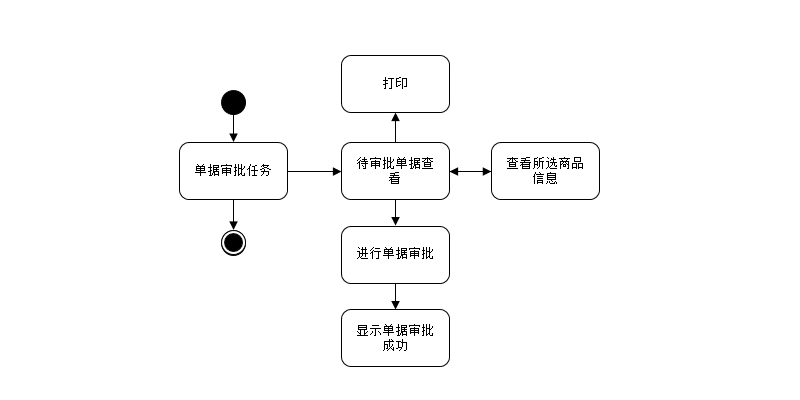 打印
单据审批任务
待审批单据查
看
查看所选商品
信息
进行单据审批
显示单据审批
成功